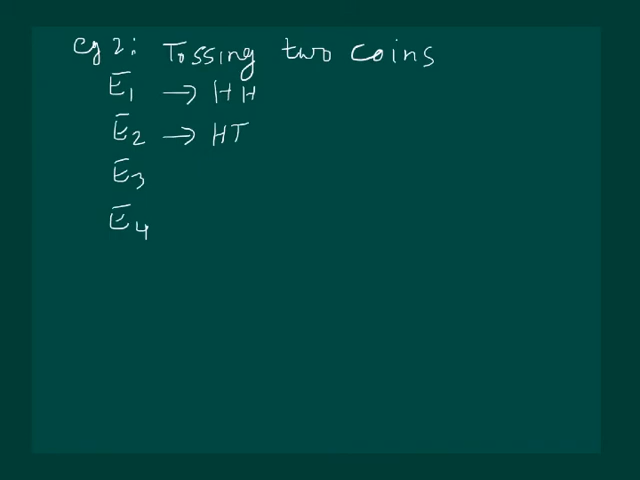 eg 2: Tossing two coins
E1 → HH
E2 → HT
E3
E4